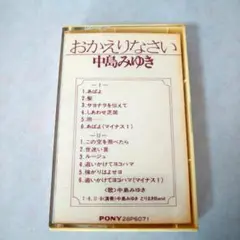 おかえりなさい
中島みゆき
—Ⅰ—
1.あばよ
2.髪
3.サヨナラを伝えて
4.しあわせ芝居
5.雨…
6.あばよ(マイナス1)
—Ⅱ—
1.この空を飛べたら
2.世迷い言
3.ルージュ
4.追いかけてヨコハマ
5.強がりはよせヨ
6.追いかけてヨコハマ(マイナス1)
《歌》中島みゆき
PONY 28P6071